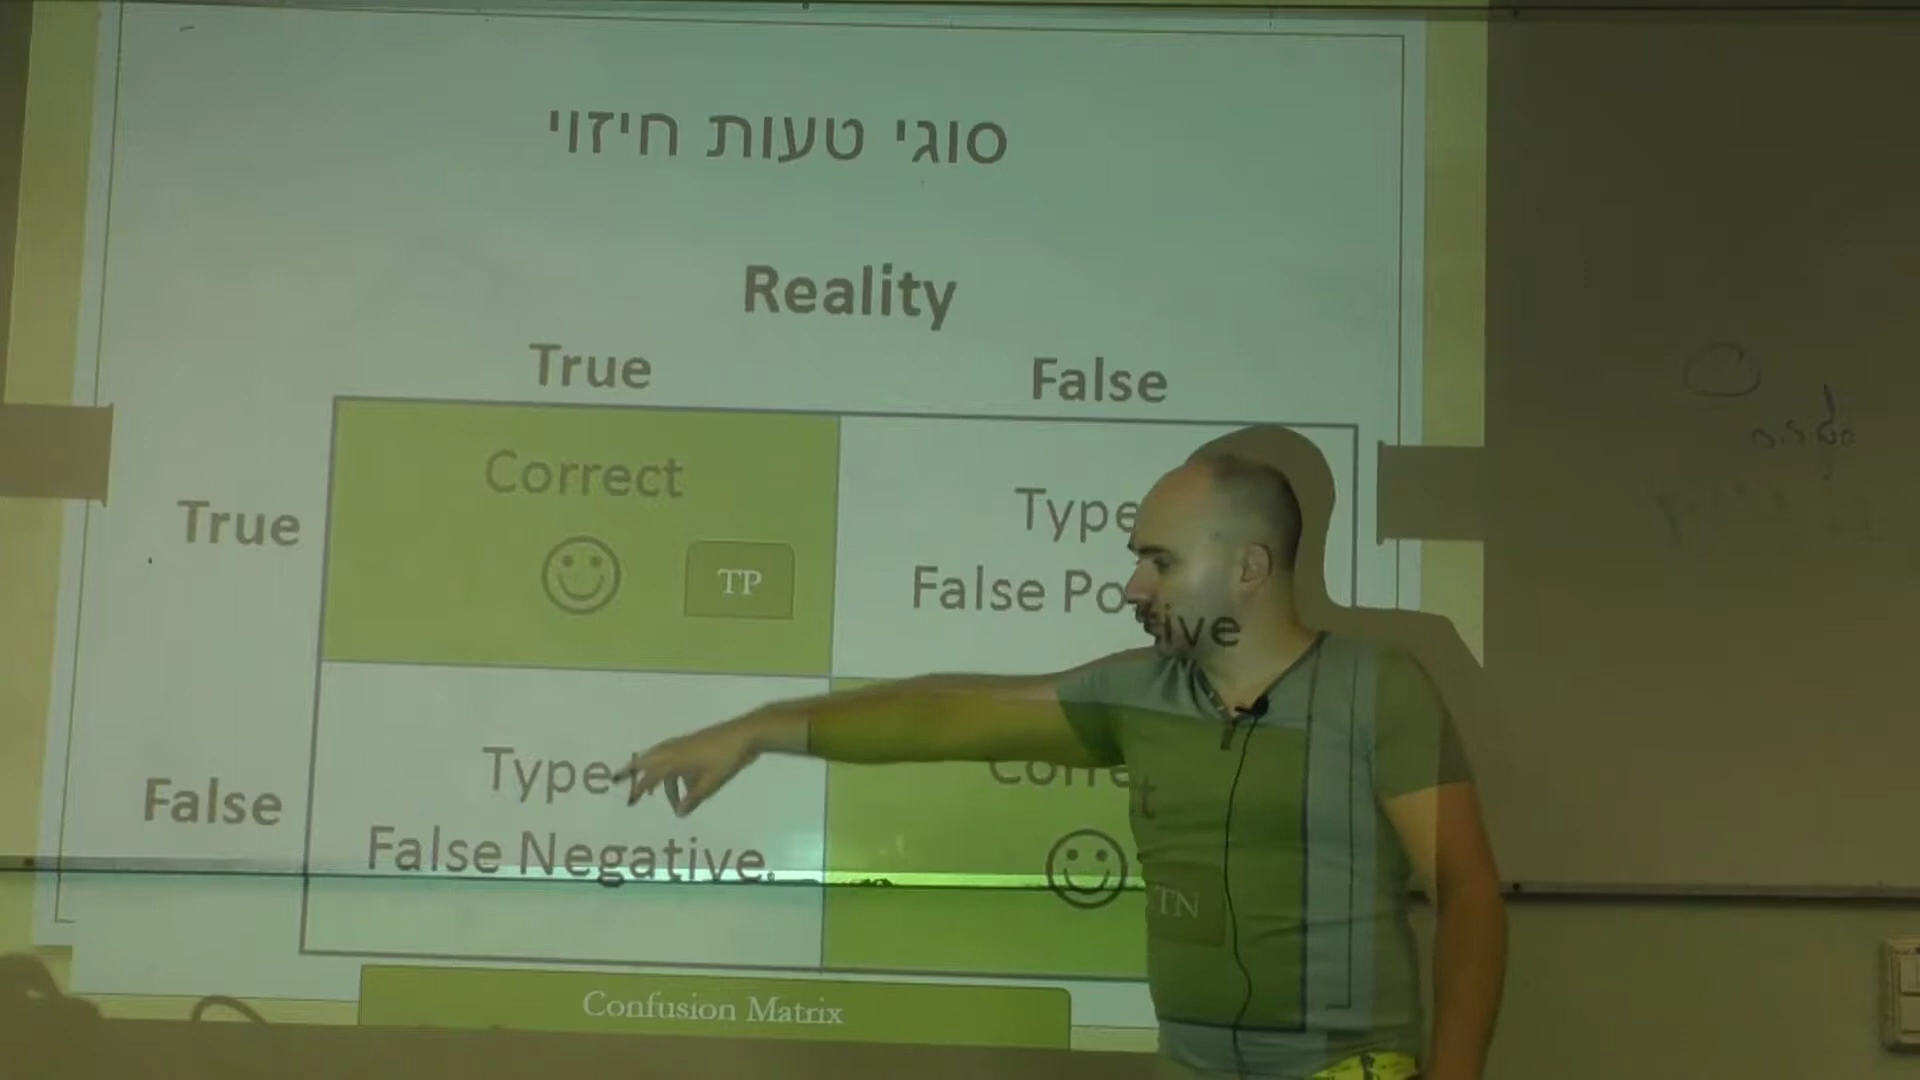 סוגי טעות חיזוי
Reality
True False
True
Correct
TP
Type
False Po ive
False
Type
False Negative.
Corre t
TN
Confusion Matrix